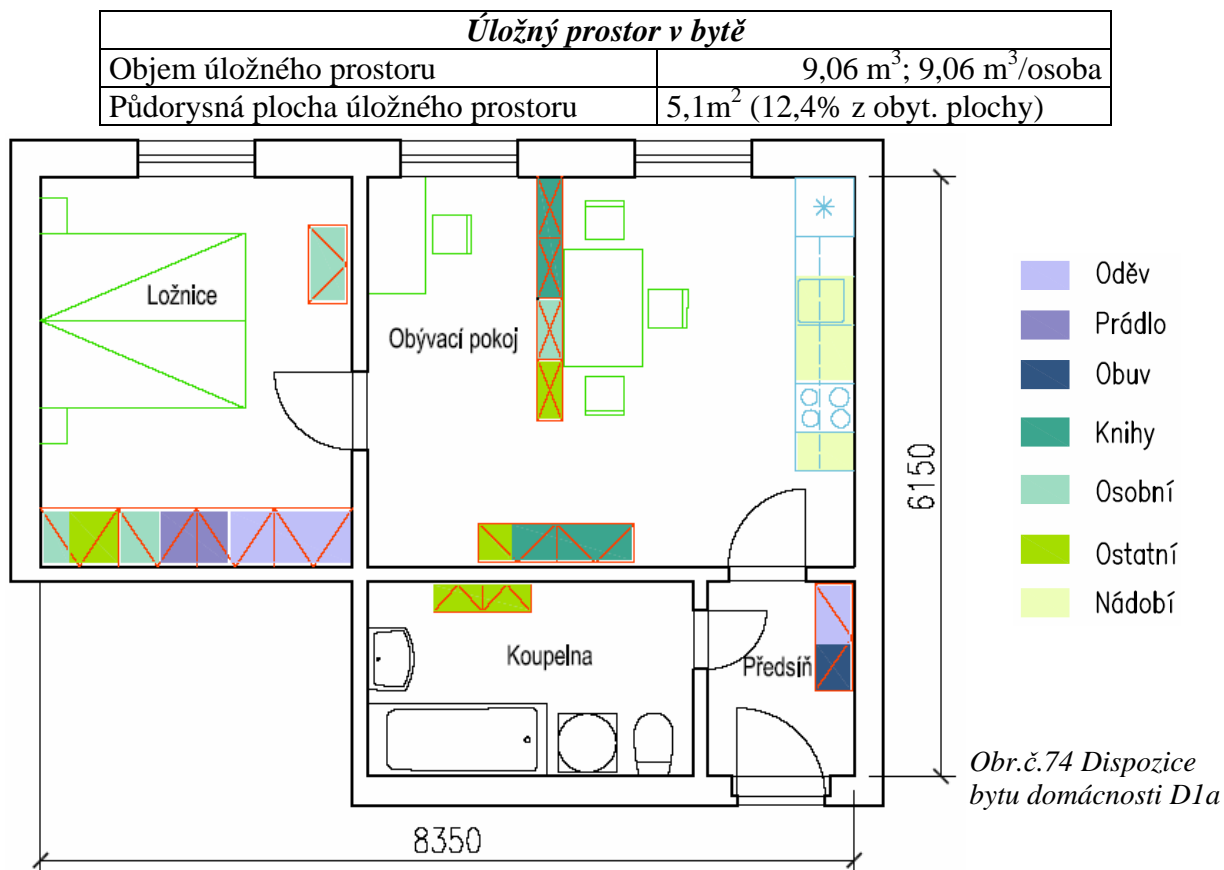 Úložný prostor v bytě
Objem úložného prostoru 9,06 m³; 9,06 m³/osoba
Půdorysná plocha úložného prostoru 5,1m² (12,4% z obyt. plochy)
Ložnice
Obývací pokoj
Koupelna
Předsíň
6150
8350
Oděv
Prádlo
Obuv
Knihy
Osobní
Ostatní
Nádobí
Obr.č.74 Dispozice
bytu domácnosti D1a